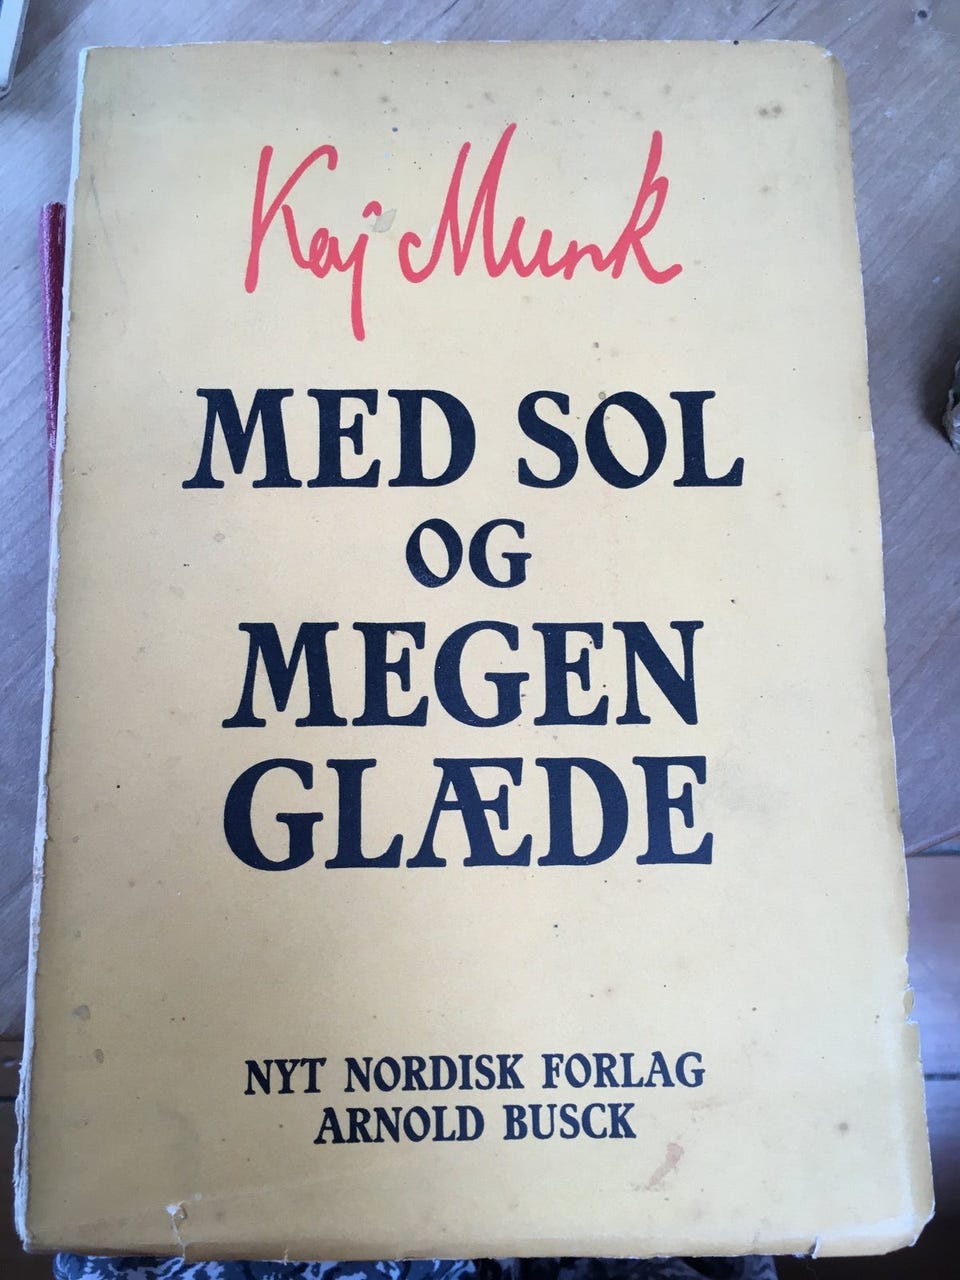 Kaj Munk
MED SOL
OG
MEGEN
GLÆDE
NYT NORDISK FORLAG
ARNOLD BUSCK